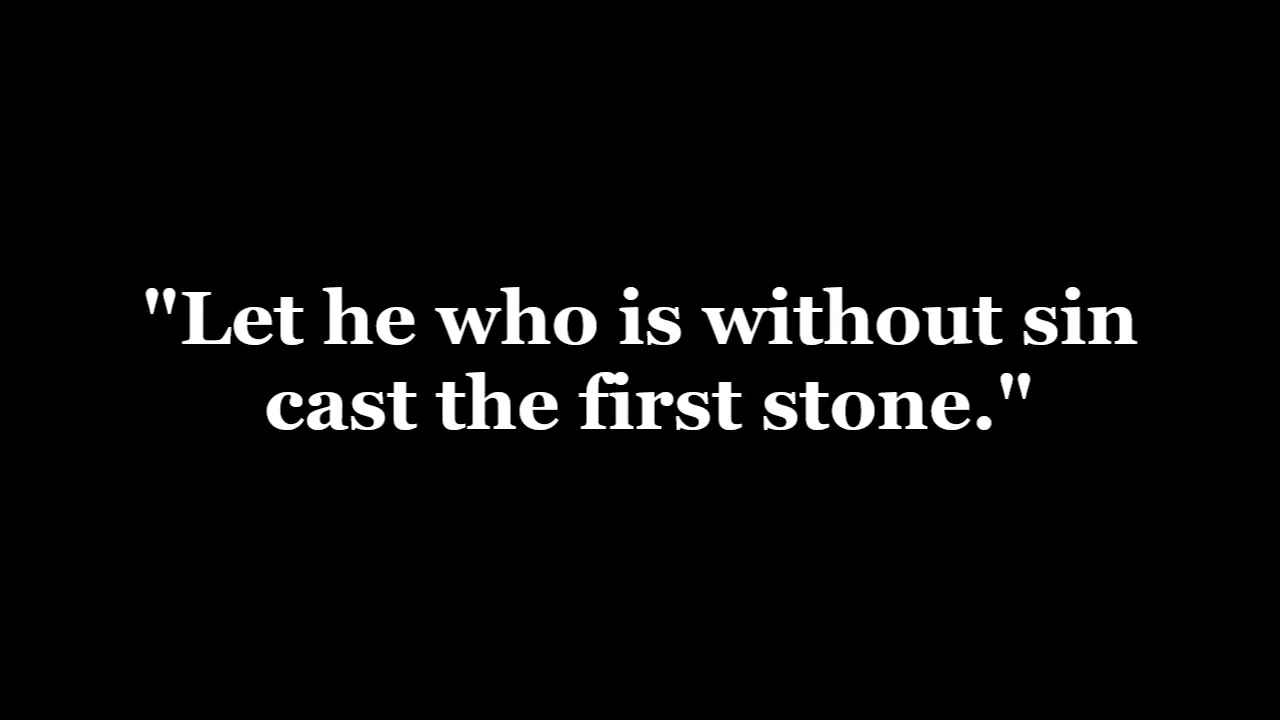 "Let he who is without sin
cast the first stone."